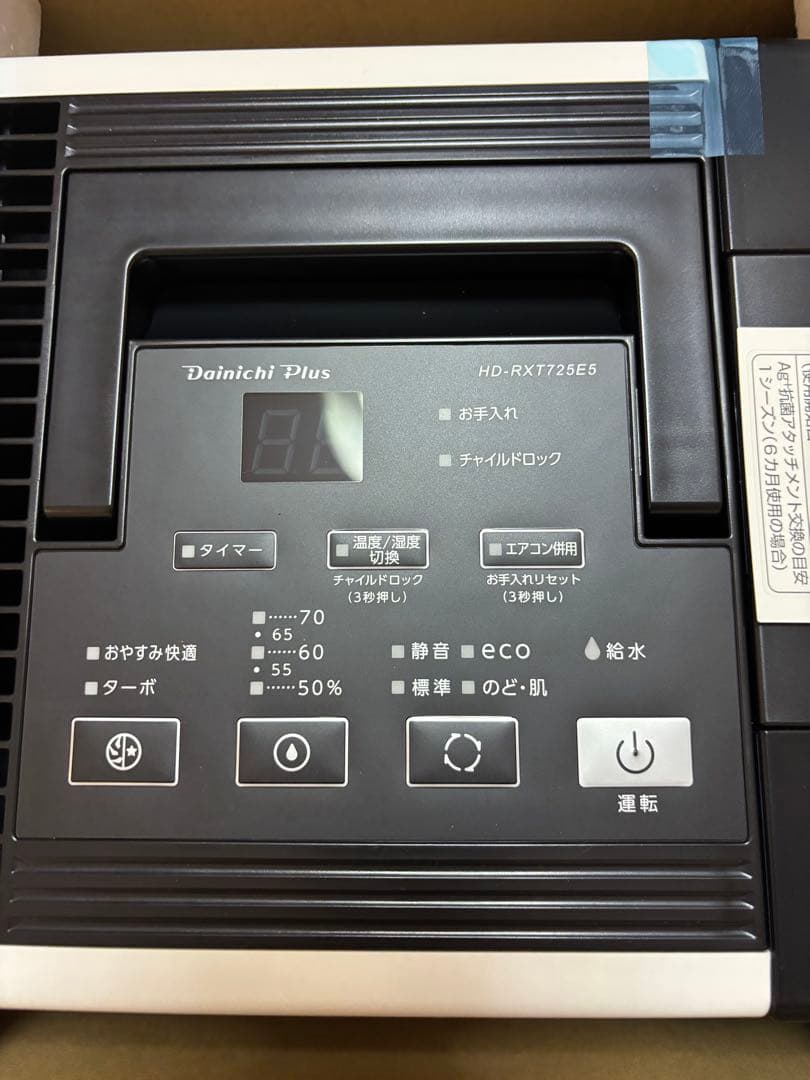 Dainichi Plus
HD-RXT725E5
お手入れ
チャイルドロック
タイマー
温度/湿度
切換
エアコン併用
チャイルドロック
(3秒押し)
お手入れリセット
(3秒押し)
おやすみ快適
ターボ
……70
• 65
……60
• 55
……50%
静音
eco
標準
のど・肌
給水
運転
Ag⁺抗菌アタッチメント交換の目安
1シーズン(6カ月使用の場合)